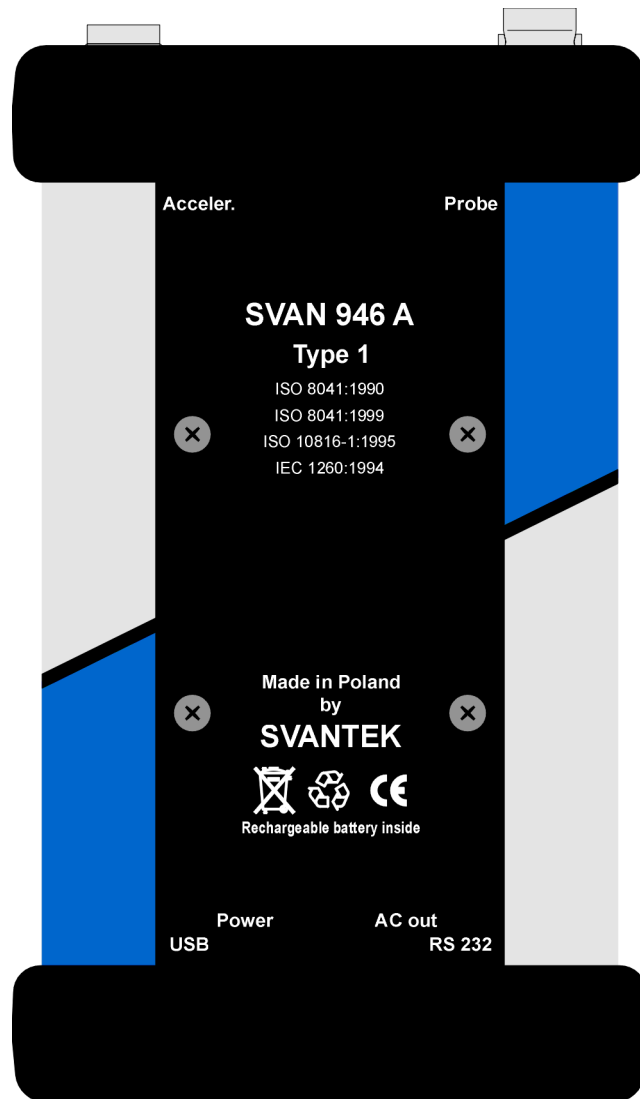 Acceler. Probe
SVAN 946 A
Type 1
ISO 8041:1990
ISO 8041:1999
ISO 10816-1:1995
IEC 1260:1994
Made in Poland
by
SVANTEK
CE
Rechargeable battery inside
Power AC out
USB RS 232